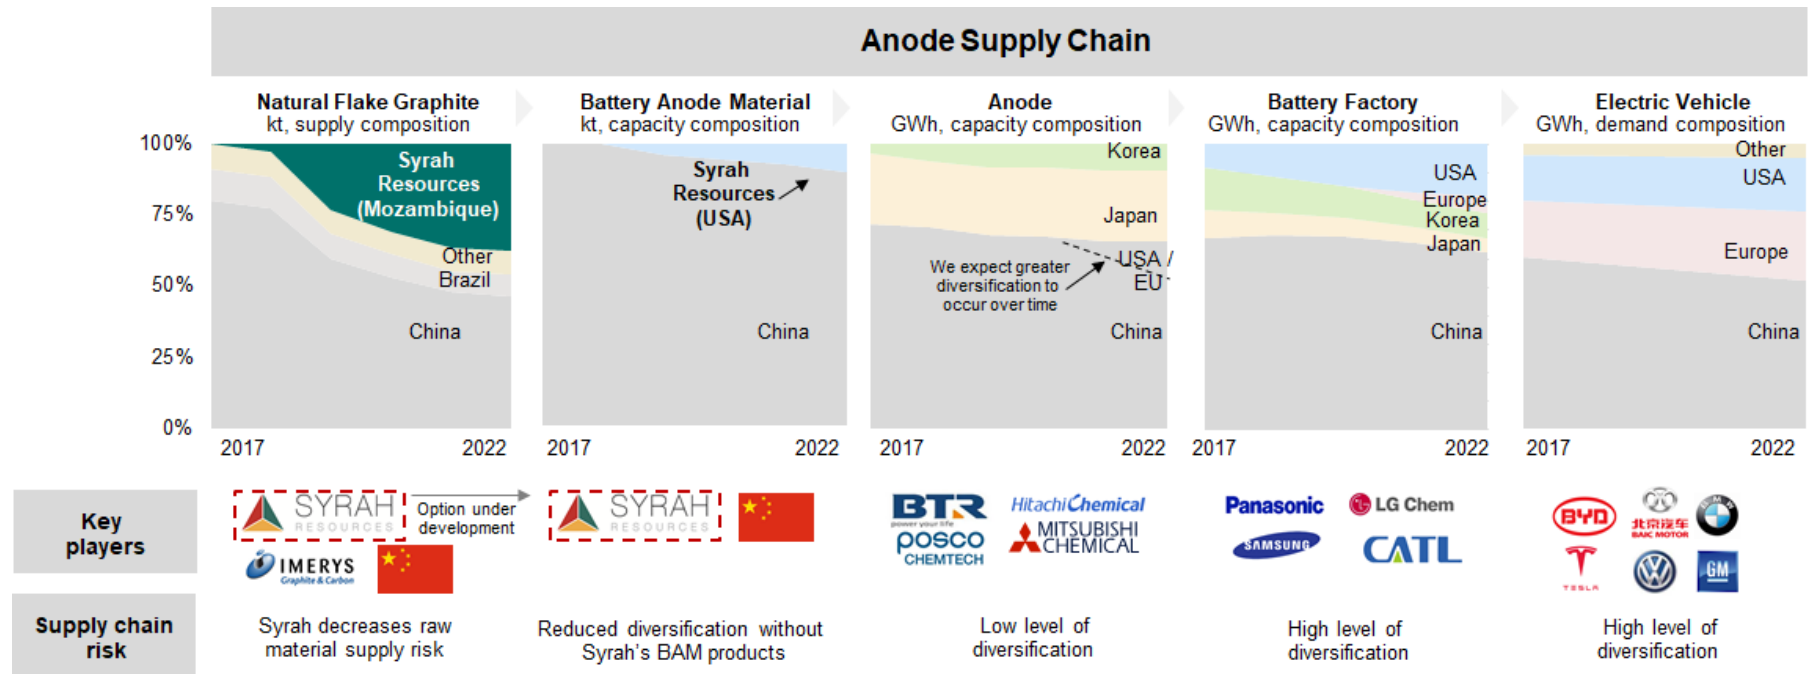 Anode Supply Chain
Natural Flake Graphite
kt, supply composition
Battery Anode Material
kt, capacity composition
Anode
GWh, capacity composition
Battery Factory
GWh, capacity composition
Electric Vehicle
GWh, demand composition
100%
75%
50%
25%
0%
Syrah
Resources
(Mozambique)
Other
Brazil
China
2017
2022
Syrah
Resources
(USA)
China
2017
2022
Korea
Japan
USA /
EU
We expect greater
diversification to
occur over time
China
2017
2022
USA
Europe
Korea
Japan
China
2017
2022
Other
USA
Europe
China
2017
2022
Key
players
SYRAH
RESOURCES
Option under
development
IMERYS
Graphite & Carbon
SYRAH
RESOURCES
BTR
power your life
posco
CHEMTECH
Hitachi Chemical
MITSUBISHI
CHEMICAL
Panasonic
LG Chem
SAMSUNG
CATL
BYD
北京汽车
BAIC MOTOR
BMW
TESLA
GM
Supply chain
risk
Syrah decreases raw
material supply risk
Reduced diversification without
Syrah's BAM products
Low level of
diversification
High level of
diversification
High level of
diversification